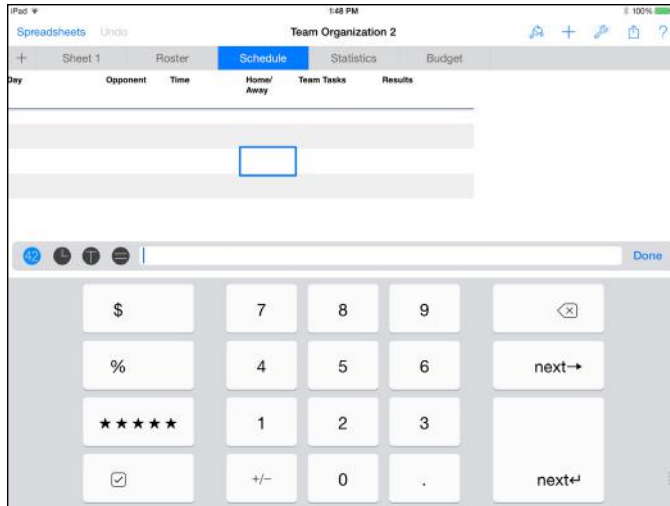 iPad 1:48 PM 100%
Spreadsheets Undo Team Organization 2 + ?
+ Sheet 1 Roster Schedule Statistics Budget
Day Opponent Time Home/ Team Tasks Results
Away
42 T = Done
$ 7 8 9
% 4 5 6 next→
★★★★★ 1 2 3
+/- 0 . next↵